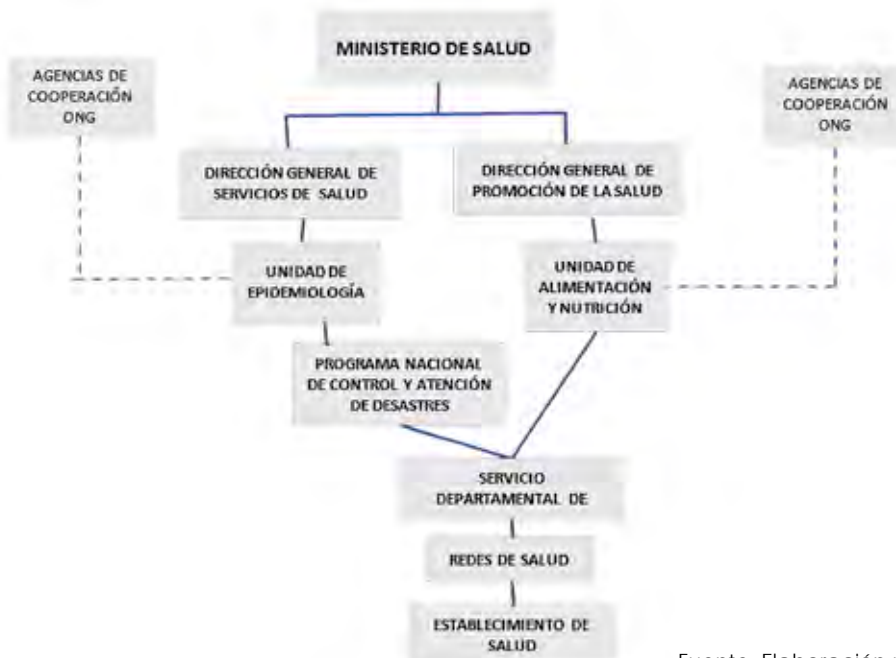 MINISTERIO DE SALUD
AGENCIAS DE
COOPERACIÓN
ONG
AGENCIAS DE
COOPERACIÓN
ONG
DIRECCIÓN GENERAL DE
SERVICIOS DE SALUD
DIRECCIÓN GENERAL DE
PROMOCIÓN DE LA SALUD
UNIDAD DE
EPIDEMIOLOGÍA
UNIDAD DE
ALIMENTACIÓN
Y NUTRICIÓN
PROGRAMA NACIONAL
DE CONTROL Y ATENCIÓN
DE DESASTRES
SERVICIO
DEPARTAMENTAL DE
REDES DE SALUD
ESTABLECIMIENTO DE
SALUD